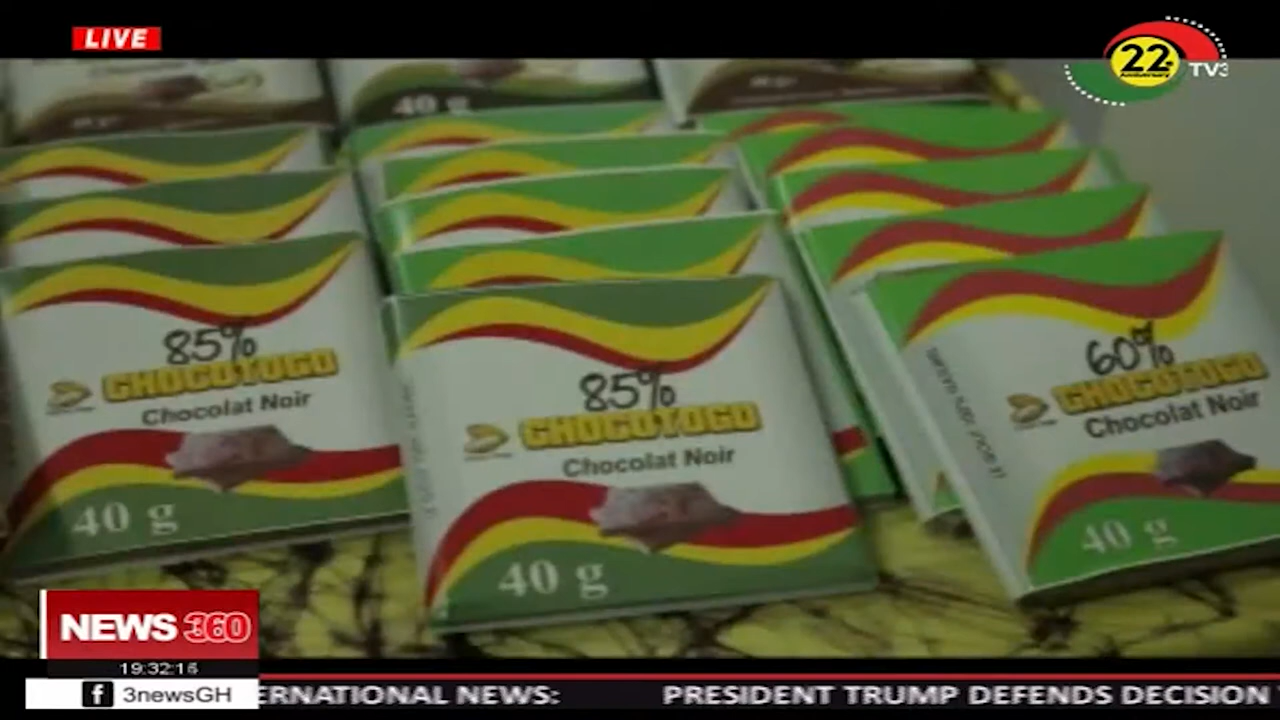 LIVE
22
Anniversary
TV3
40 g
85%
CHOCOTOGO
Chocolat Noir
40 g
85%
CHOCOTOGO
Chocolat Noir
40 g
60%
CHOCOTOGO
Chocolat Noir
40 g
NEWS 360
19:32:16
3newsGH
ERNATIONAL NEWS: PRESIDENT TRUMP DEFENDS DECISION